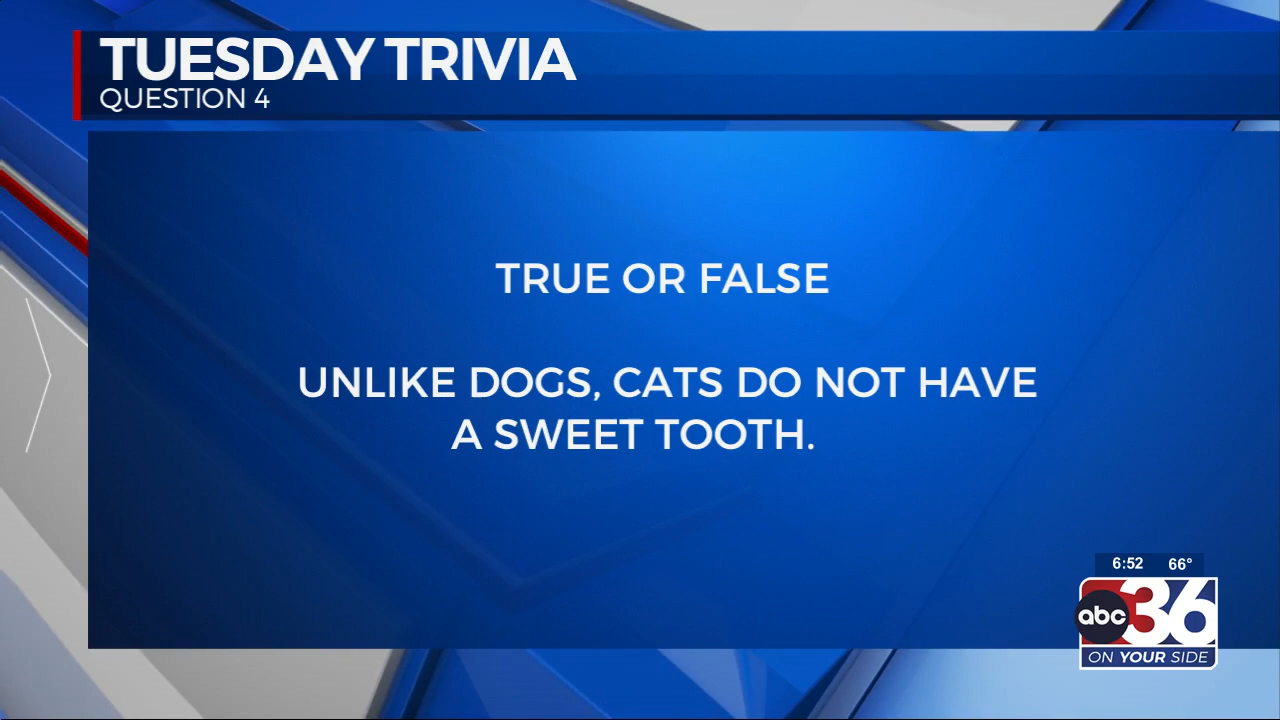 TUESDAY TRIVIA
QUESTION 4
TRUE OR FALSE
UNLIKE DOGS, CATS DO NOT HAVE
A SWEET TOOTH.
6:52 66°
abc 36
ON YOUR SIDE